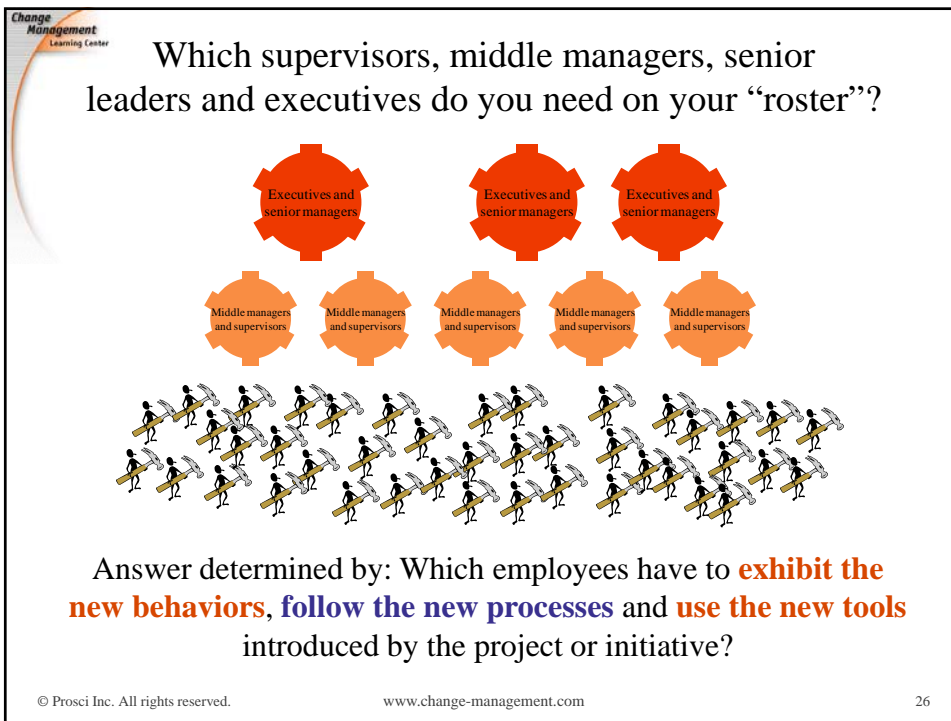 Change
Management
Learning Center
Which supervisors, middle managers, senior
leaders and executives do you need on your “roster”?
Executives and
senior managers
Executives and
senior managers
Executives and
senior managers
Middle managers
and supervisors
Middle managers
and supervisors
Middle managers
and supervisors
Middle managers
and supervisors
Middle managers
and supervisors
Answer determined by: Which employees have to exhibit the
new behaviors, follow the new processes and use the new tools
introduced by the project or initiative?
© Prosci Inc. All rights reserved. www.change-management.com 26